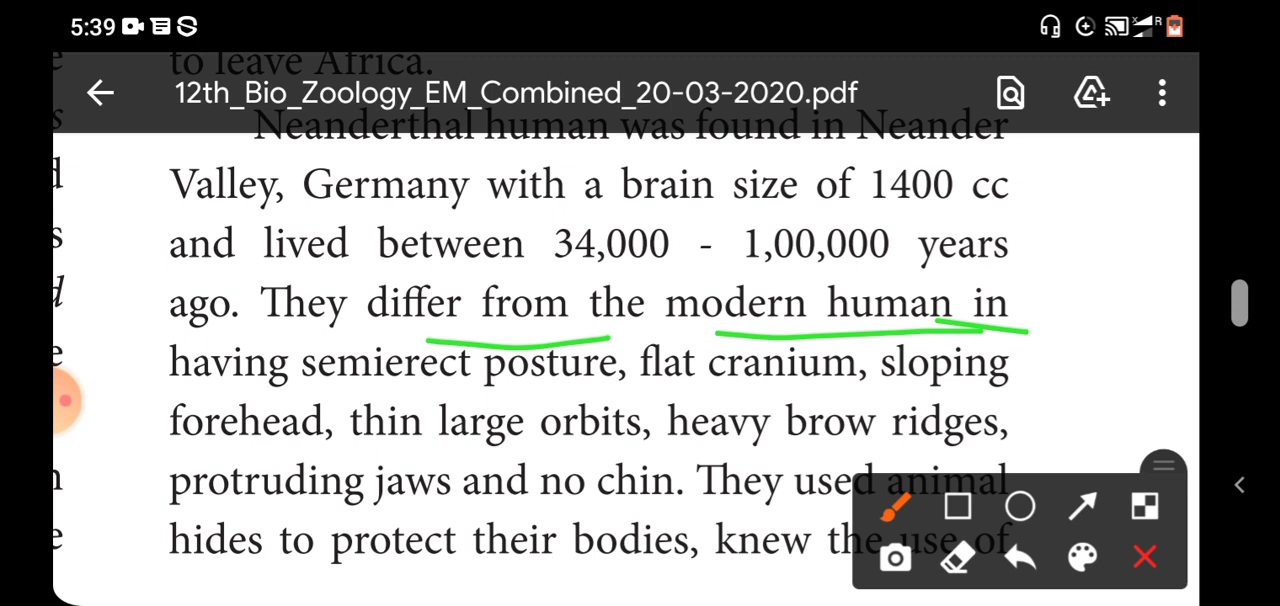 5:39
R
to leave Africa.
12th_Bio_Zoology_EM_Combined_20-03-2020.pdf
Neanderthal human was found in Neander
Valley, Germany with a brain size of 1400 cc
and lived between 34,000 - 1,00,000 years
ago. They differ from the modern human in
having semierect posture, flat cranium, sloping
forehead, thin large orbits, heavy brow ridges,
protruding jaws and no chin. They used animal
hides to protect their bodies, knew the use of